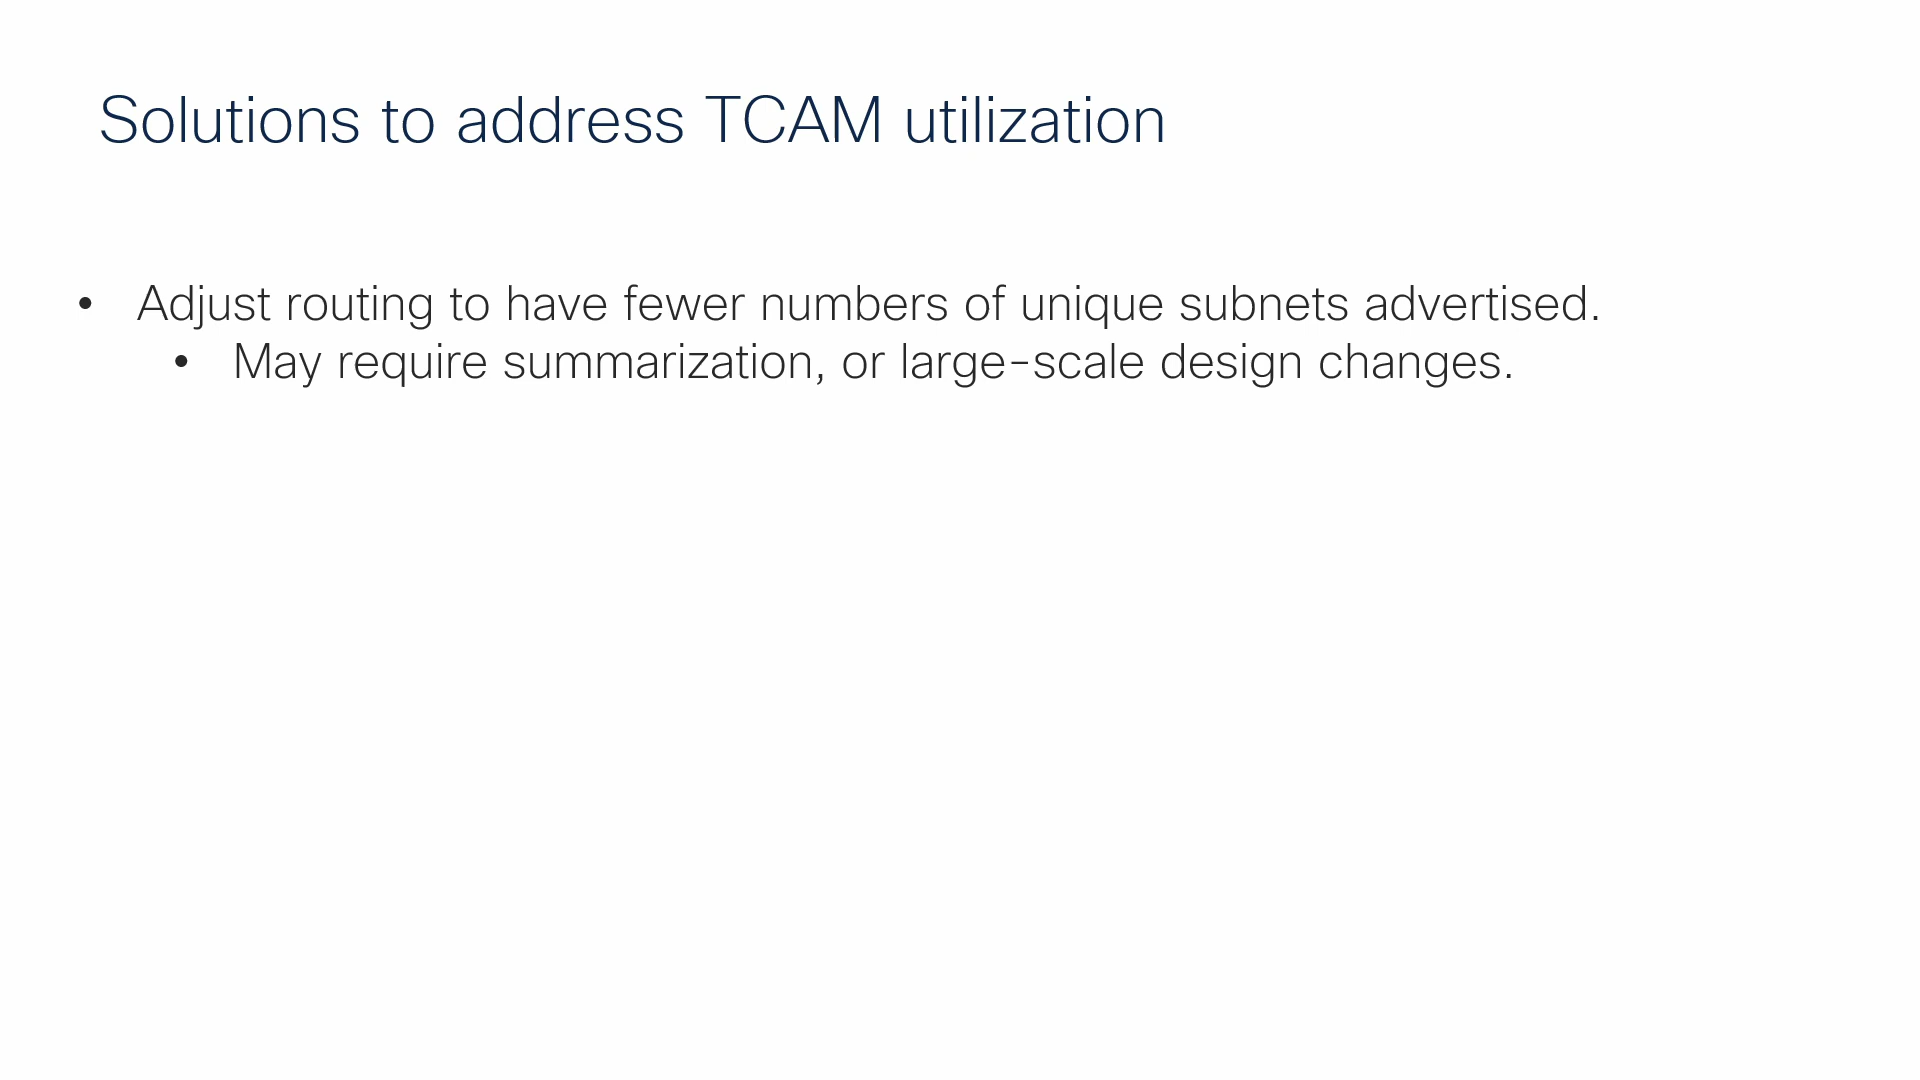 Solutions to address TCAM utilization
• Adjust routing to have fewer numbers of unique subnets advertised.
• May require summarization, or large-scale design changes.